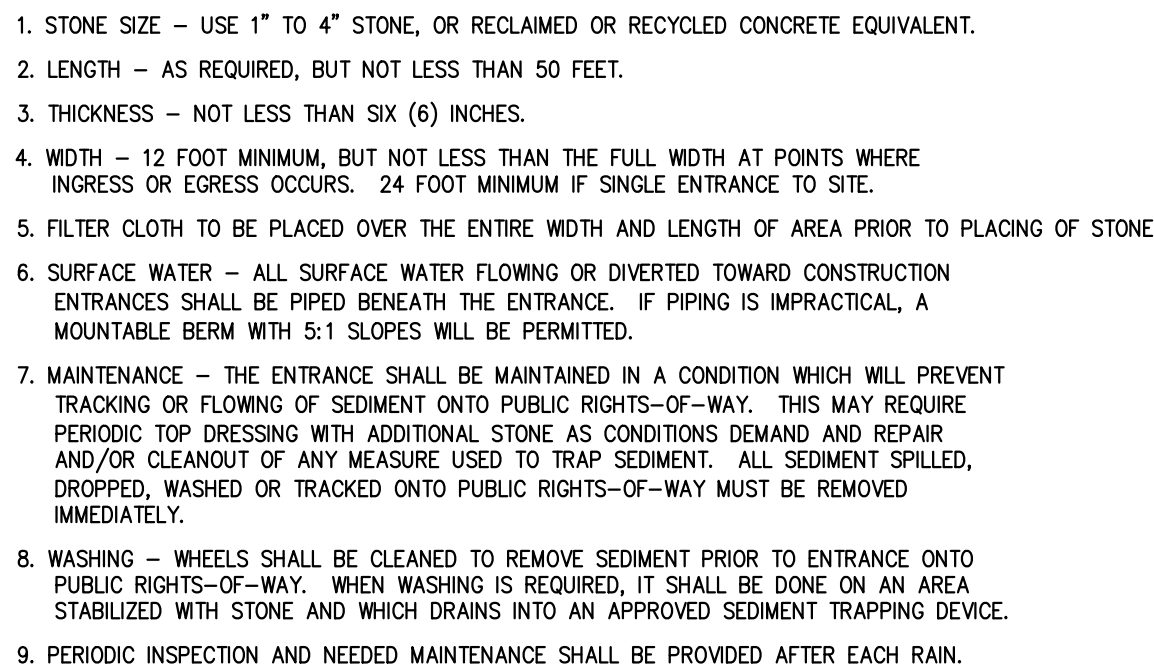 1. STONE SIZE – USE 1" TO 4" STONE, OR RECLAIMED OR RECYCLED CONCRETE EQUIVALENT.
2. LENGTH – AS REQUIRED, BUT NOT LESS THAN 50 FEET.
3. THICKNESS – NOT LESS THAN SIX (6) INCHES.
4. WIDTH – 12 FOOT MINIMUM, BUT NOT LESS THAN THE FULL WIDTH AT POINTS WHERE
INGRESS OR EGRESS OCCURS. 24 FOOT MINIMUM IF SINGLE ENTRANCE TO SITE.
5. FILTER CLOTH TO BE PLACED OVER THE ENTIRE WIDTH AND LENGTH OF AREA PRIOR TO PLACING OF STONE
6. SURFACE WATER – ALL SURFACE WATER FLOWING OR DIVERTED TOWARD CONSTRUCTION
ENTRANCES SHALL BE PIPED BENEATH THE ENTRANCE. IF PIPING IS IMPRACTICAL, A
MOUNTABLE BERM WITH 5:1 SLOPES WILL BE PERMITTED.
7. MAINTENANCE – THE ENTRANCE SHALL BE MAINTAINED IN A CONDITION WHICH WILL PREVENT
TRACKING OR FLOWING OF SEDIMENT ONTO PUBLIC RIGHTS–OF–WAY. THIS MAY REQUIRE
PERIODIC TOP DRESSING WITH ADDITIONAL STONE AS CONDITIONS DEMAND AND REPAIR
AND/OR CLEANOUT OF ANY MEASURE USED TO TRAP SEDIMENT. ALL SEDIMENT SPILLED,
DROPPED, WASHED OR TRACKED ONTO PUBLIC RIGHTS–OF–WAY MUST BE REMOVED
IMMEDIATELY.
8. WASHING – WHEELS SHALL BE CLEANED TO REMOVE SEDIMENT PRIOR TO ENTRANCE ONTO
PUBLIC RIGHTS–OF–WAY. WHEN WASHING IS REQUIRED, IT SHALL BE DONE ON AN AREA
STABILIZED WITH STONE AND WHICH DRAINS INTO AN APPROVED SEDIMENT TRAPPING DEVICE.
9. PERIODIC INSPECTION AND NEEDED MAINTENANCE SHALL BE PROVIDED AFTER EACH RAIN.